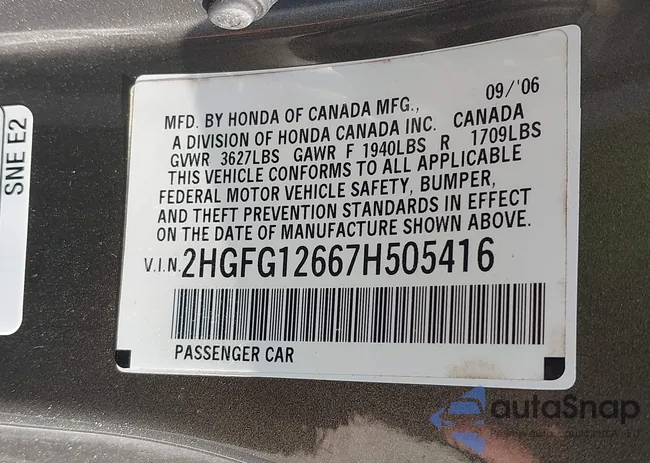 09/'06
MFD. BY HONDA OF CANADA MFG.,
A DIVISION OF HONDA CANADA INC. CANADA
GVWR 3627LBS GAWR F 1940LBS R 1709LBS
THIS VEHICLE CONFORMS TO ALL APPLICABLE
FEDERAL MOTOR VEHICLE SAFETY, BUMPER,
AND THEFT PREVENTION STANDARDS IN EFFECT
ON THE DATE OF MANUFACTURE SHOWN ABOVE.
V.I.N. 2HGFG12667H505416
PASSENGER CAR
SNE E2
autaSnap